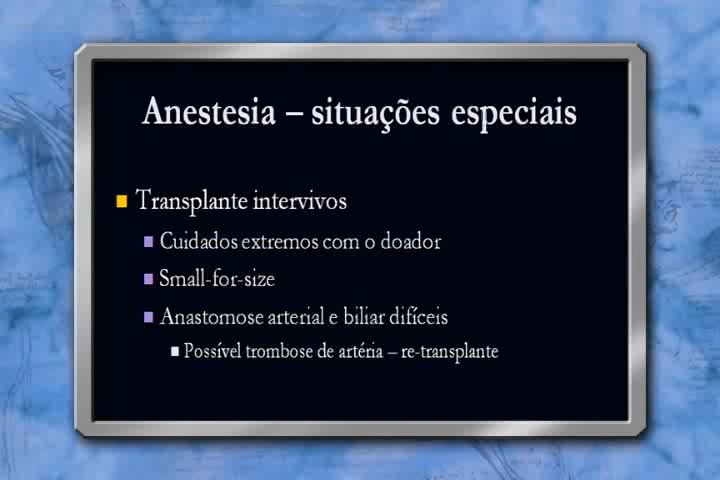 Anestesia – situações especiais
Transplante intervivos
Cuidados extremos com o doador
Small-for-size
Anastomose arterial e biliar difíceis
Possível trombose de artéria – re-transplante